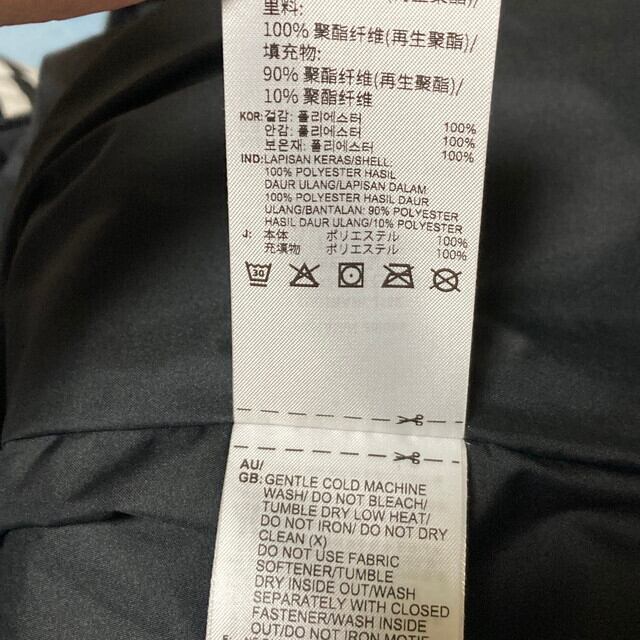 里料:
100% 聚酯纤维(再生聚酯)/
填充物:
90% 聚酯纤维(再生聚酯)/
10% 聚酯纤维
KOR: 겉감: 폴리에스터 100%
안감: 폴리에스터 100%
보온재: 폴리에스터 100%
IND: LAPISAN KERAS/SHELL:
100% POLYESTER HASIL
DAUR ULANG/LAPISAN DALAM:
100% POLYESTER HASIL DAUR
ULANG/BANTALAN: 90% POLYESTER
HASIL DAUR ULANG/10% POLYESTER
J: 本体 ポリエステル 100%
充填物 ポリエステル 100%
30
AU/
GB: GENTLE COLD MACHINE
WASH/ DO NOT BLEACH/
TUMBLE DRY LOW HEAT/
DO NOT IRON/ DO NOT DRY
CLEAN (X)
DO NOT USE FABRIC
SOFTENER/TUMBLE
DRY INSIDE OUT/WASH
SEPARATELY WITH CLOSED
FASTENER/WASH INSIDE
OUT/DO NOT IRON MOTIF